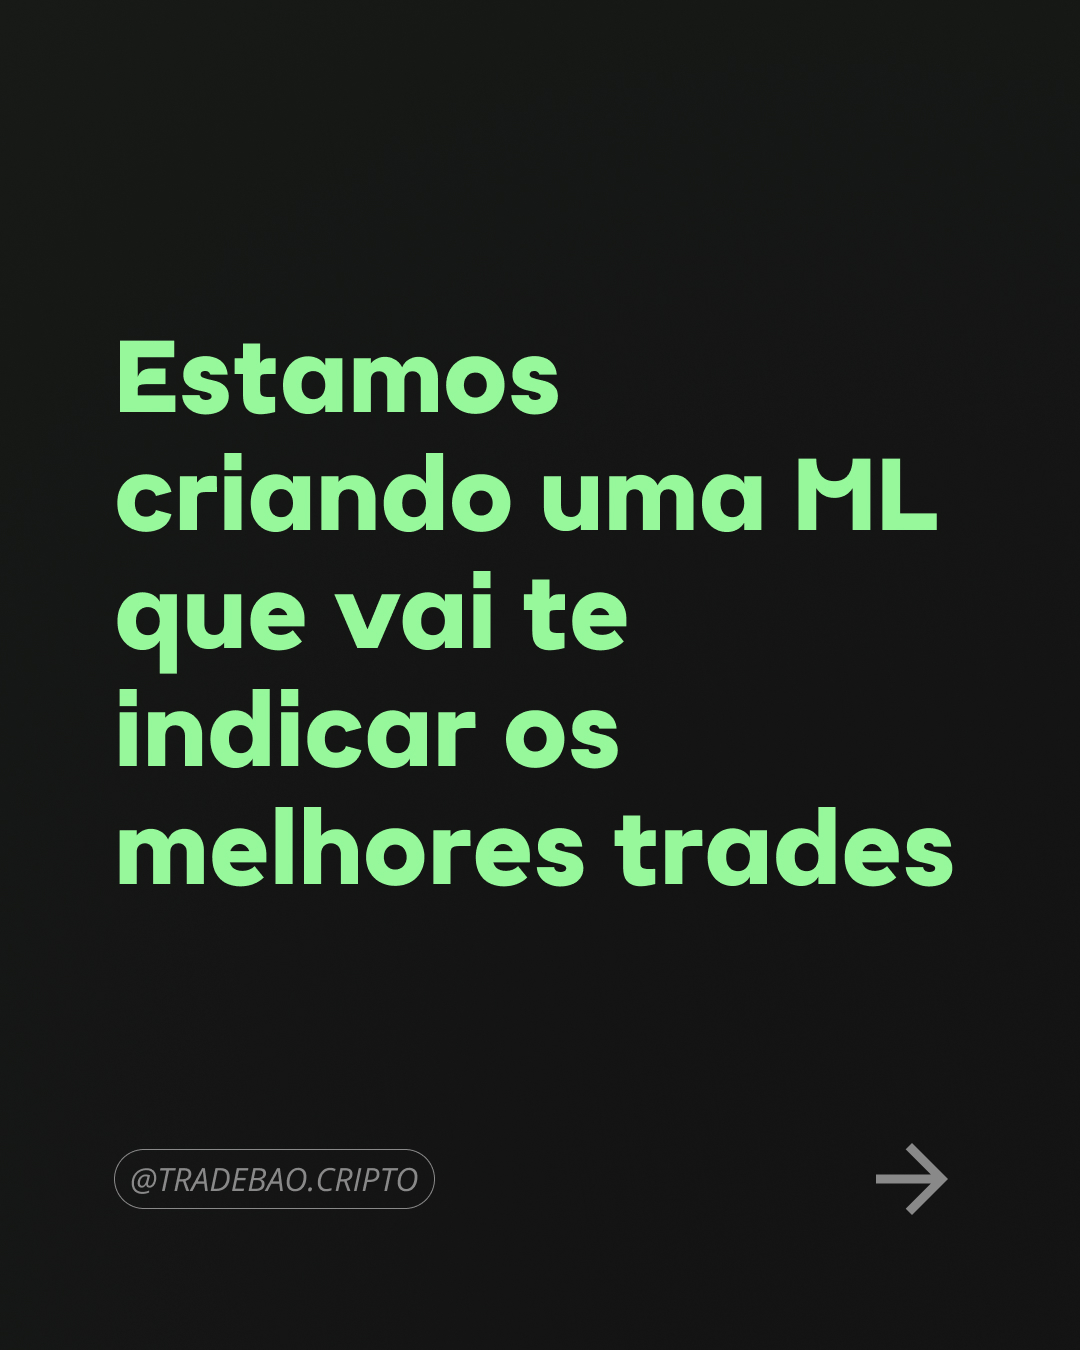 Estamos
criando uma ML
que vai te
indicar os
melhores trades
@TRADEBAO.CRIPTO